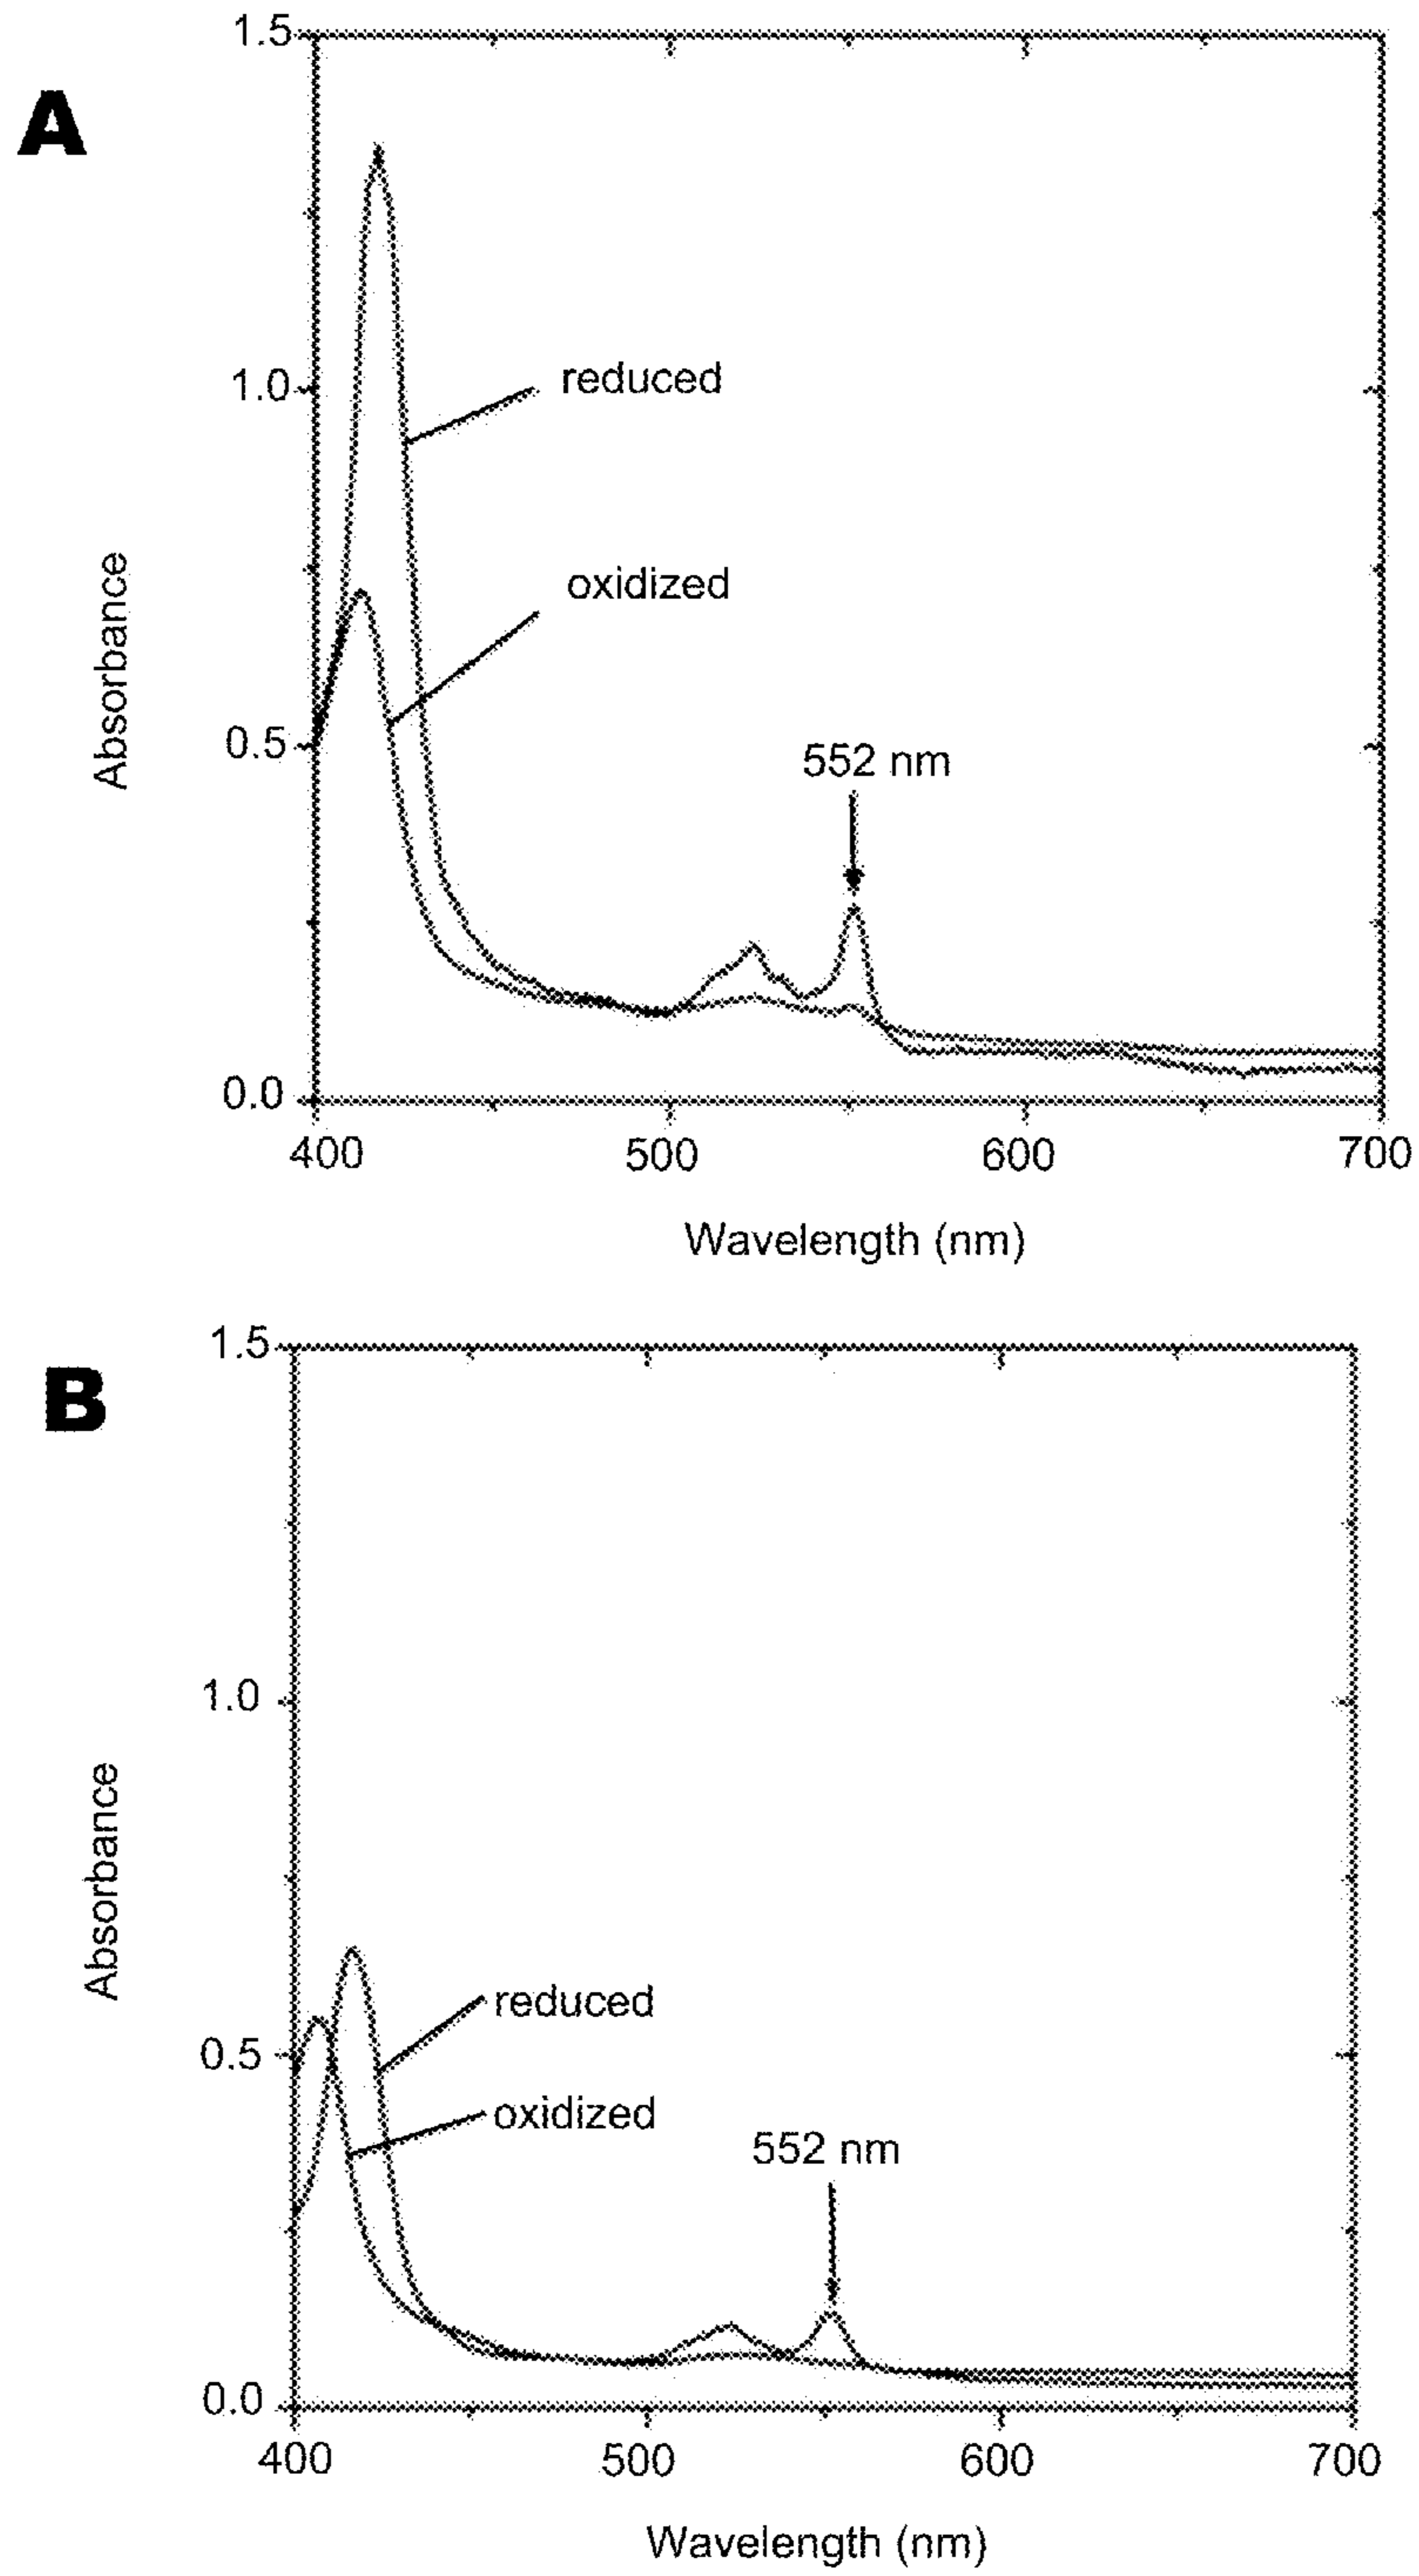 A
1.5
1.0
0.5
0.0
Absorbance
reduced
oxidized
552 nm
400 500 600 700
Wavelength (nm)
B
1.5
1.0
0.5
0.0
Absorbance
reduced
oxidized
552 nm
400 500 600 700
Wavelength (nm)